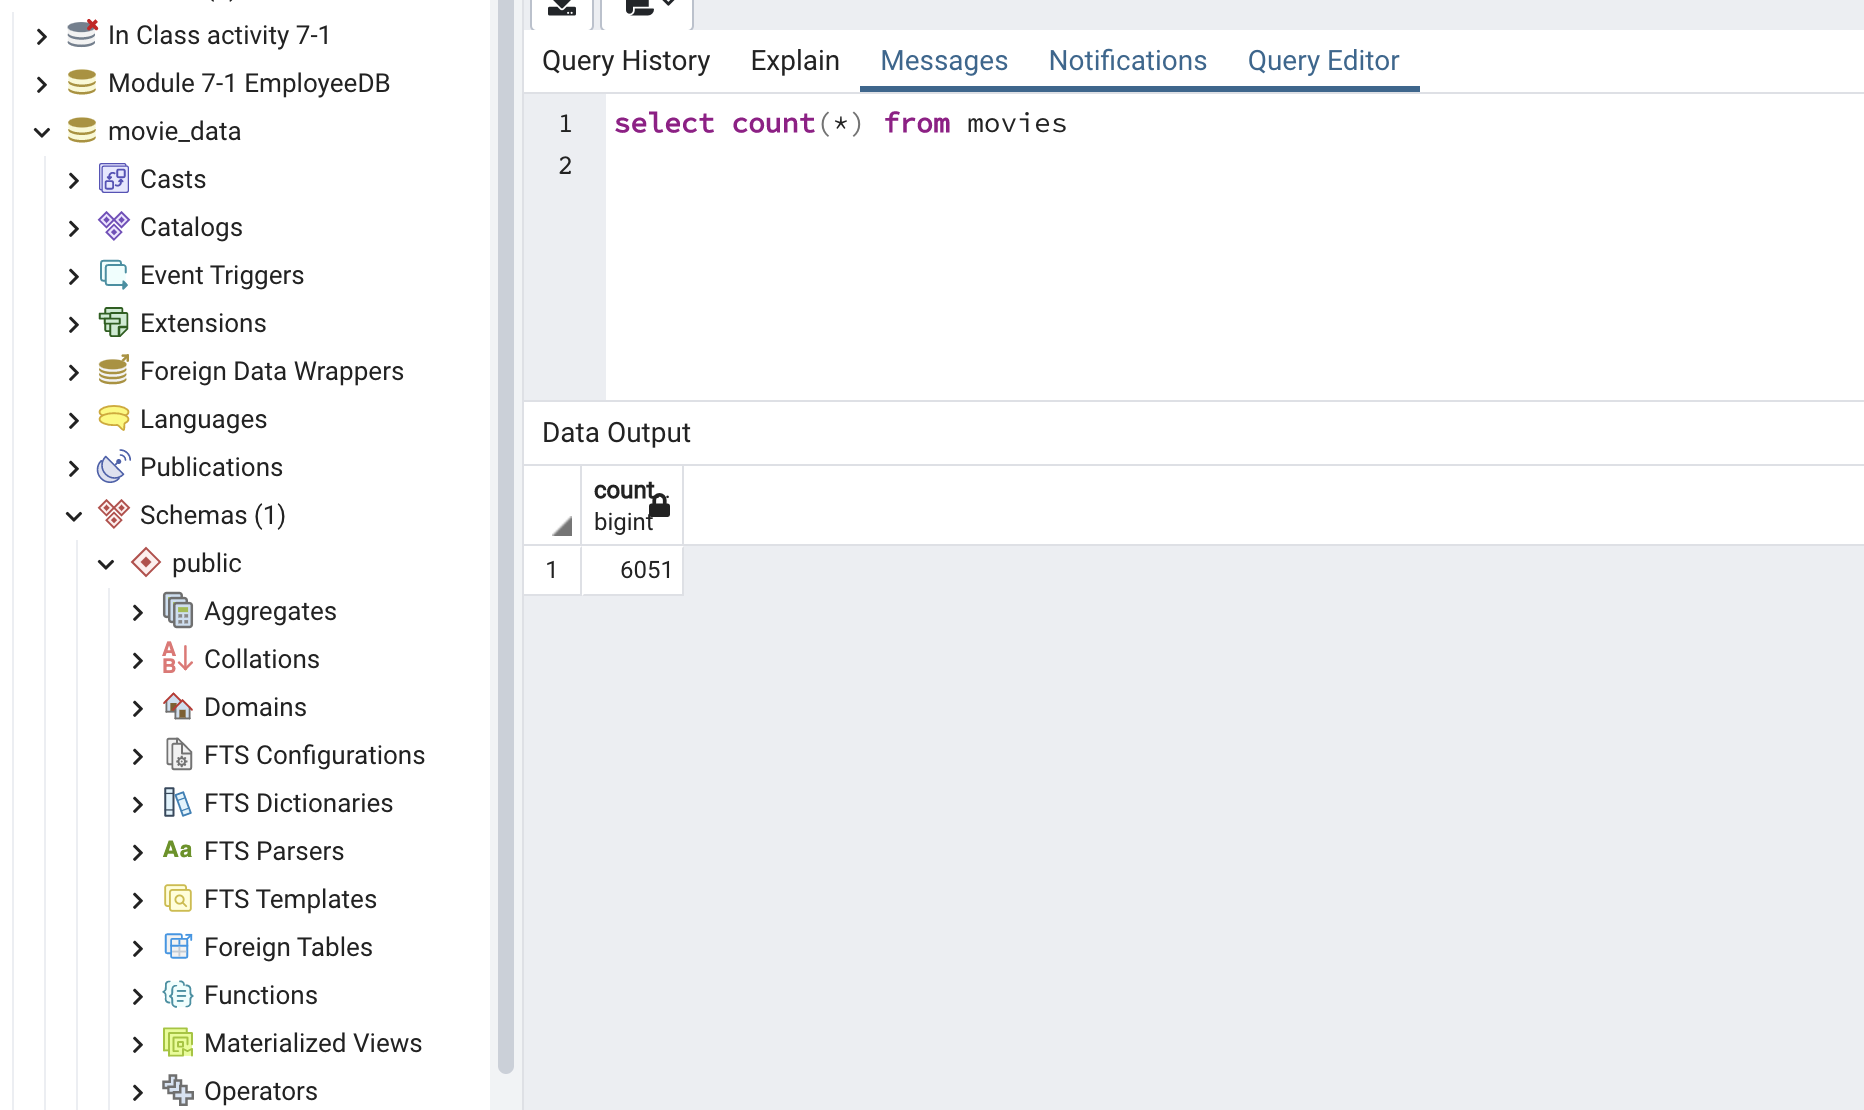 In Class activity 7-1
Module 7-1 EmployeeDB
movie_data
Casts
Catalogs
Event Triggers
Extensions
Foreign Data Wrappers
Languages
Publications
Schemas (1)
public
Aggregates
Collations
Domains
FTS Configurations
FTS Dictionaries
Aa FTS Parsers
FTS Templates
Foreign Tables
Functions
Materialized Views
Operators
Query History Explain Messages Notifications Query Editor
1 select count(*) from movies
2
Data Output
count
bigint
1 6051